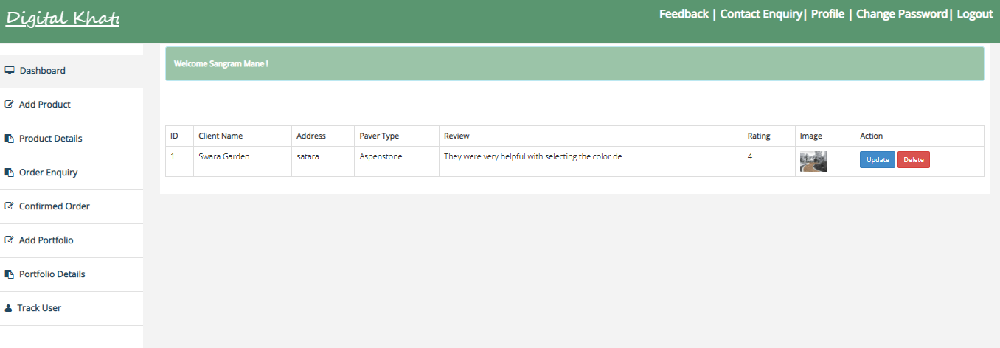 Digital Khata
Feedback | Contact Enquiry| Profile | Change Password| Logout
Dashboard
Add Product
Product Details
Order Enquiry
Confirmed Order
Add Portfolio
Portfolio Details
Track User
Welcome Sangram Mane !
ID Client Name Address Paver Type Review Rating Image Action
1 Swara Garden satara Aspenstone They were very helpful with selecting the color de 4 Update Delete